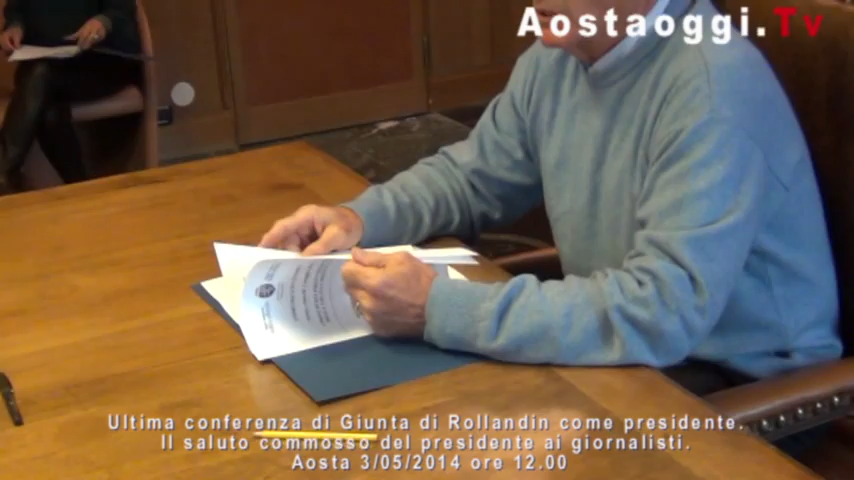 Aostaoggi.Tv
Ultima conferenza di Giunta di Rollandin come presidente.
Il saluto commosso del presidente ai giornalisti.
Aosta 3/05/2014 ore 12.00